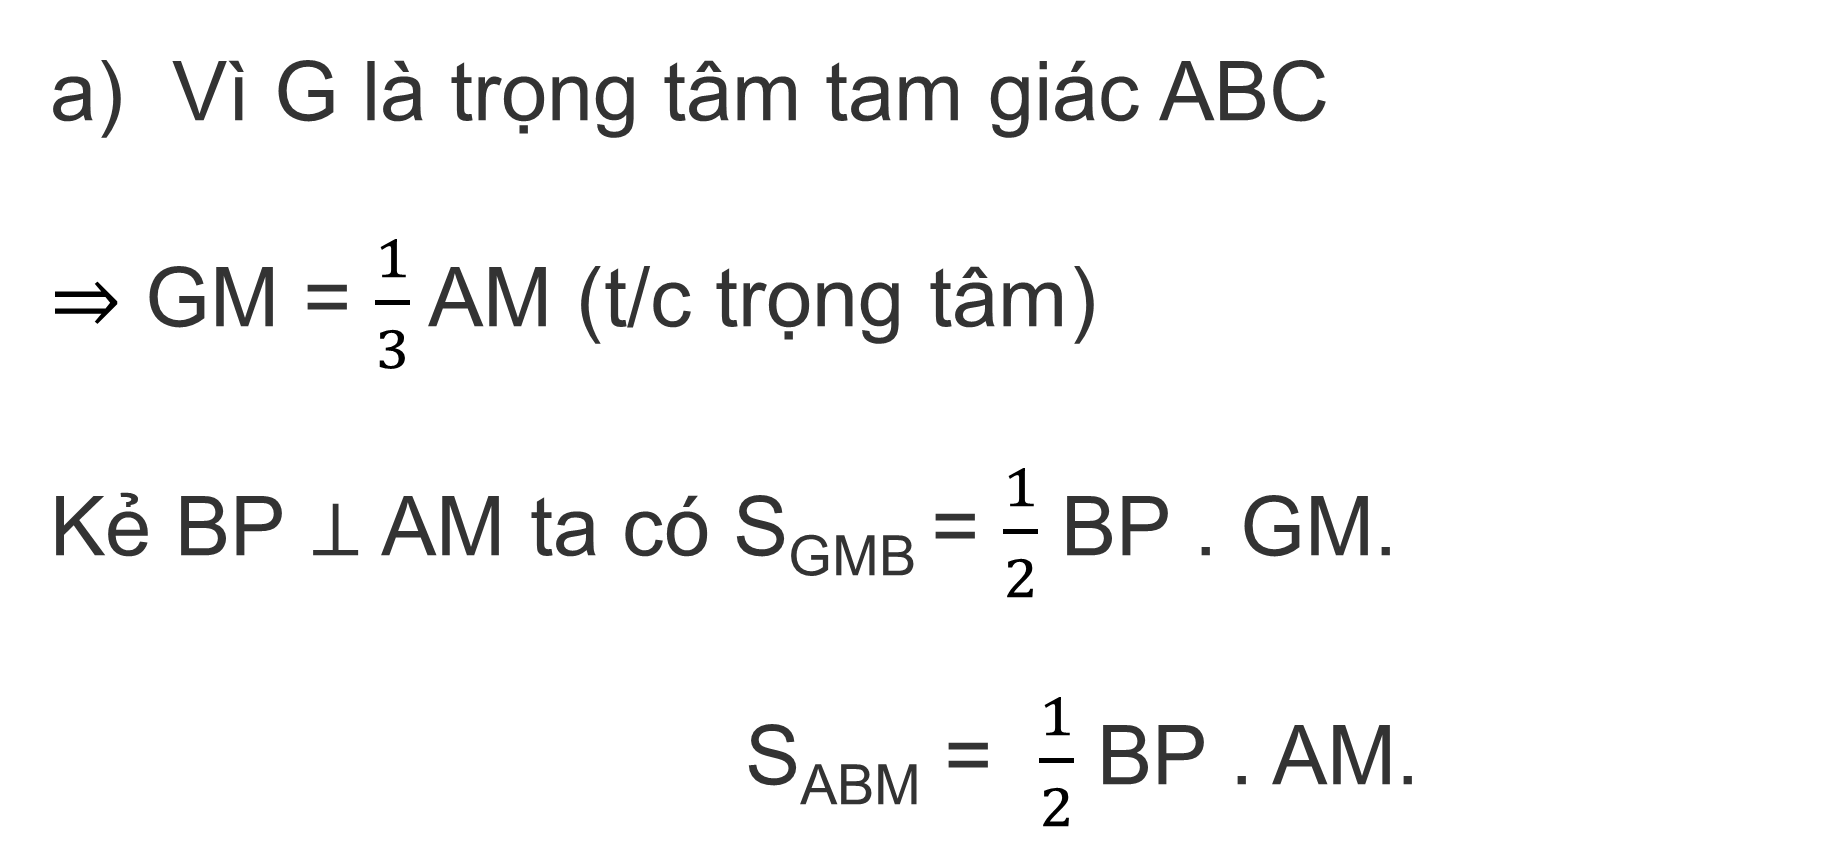 a) Vì G là trọng tâm tam giác ABC
⇒ GM = 1/3 AM (t/c trọng tâm)
Kẻ BP ⊥ AM ta có S_GMB = 1/2 BP . GM.
S_ABM = 1/2 BP . AM.